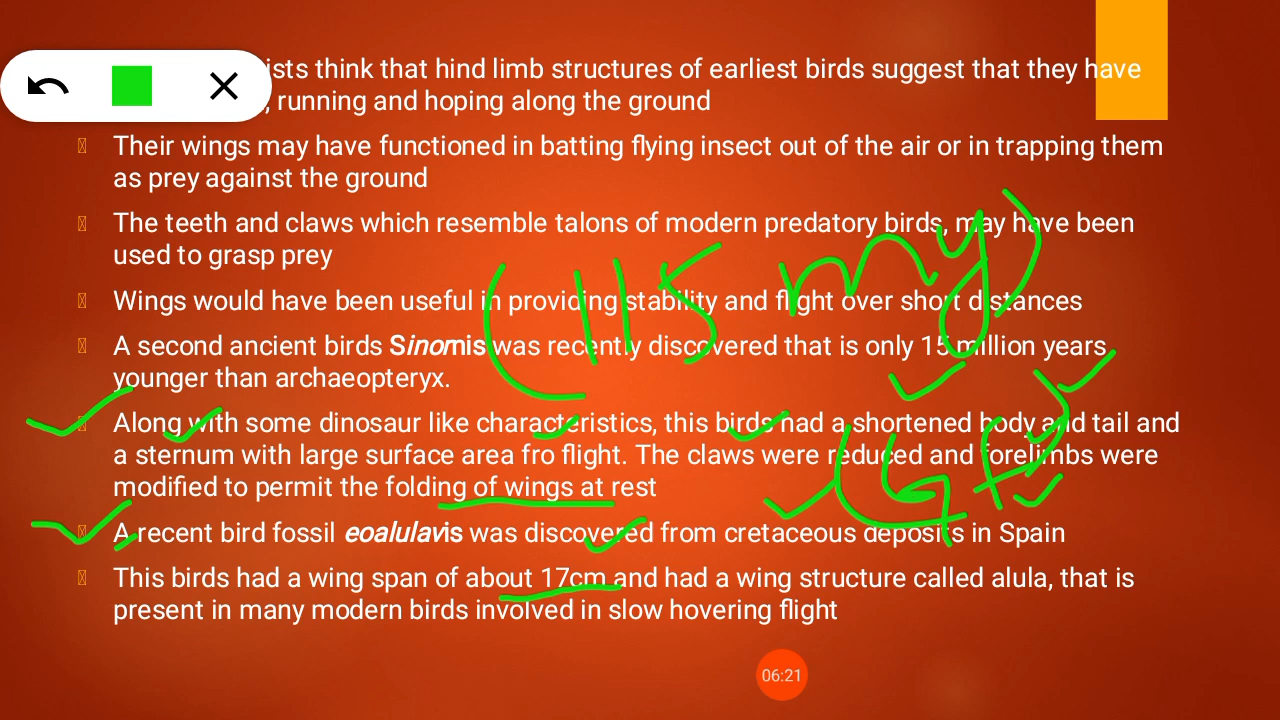 ists think that hind limb structures of earliest birds suggest that they have
, running and hoping along the ground
Their wings may have functioned in batting flying insect out of the air or in trapping them
as prey against the ground
The teeth and claws which resemble talons of modern predatory birds, may have been
used to grasp prey
Wings would have been useful in providing stability and flight over short distances
A second ancient birds Sinornis was recently discovered that is only 15 million years
younger than archaeopteryx.
(115 my)
Along with some dinosaur like characteristics, this birds had a shortened body and tail and
a sternum with large surface area fro flight. The claws were reduced and forelimbs were
modified to permit the folding of wings at rest
A recent bird fossil eoalulavis was discovered from cretaceous deposits in Spain
This birds had a wing span of about 17cm and had a wing structure called alula, that is
present in many modern birds involved in slow hovering flight
06:21